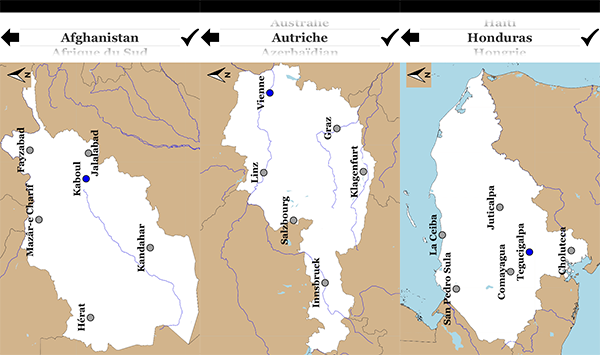 Afghanistan
Afrique du Sud
N
Fayzabad
Jalalabad
Kaboul
Mazâr-e Charif
Kandahar
Hérat
Australie
Autriche
Azerbaïdjan
N
Vienne
Graz
Linz
Klagenfurt
Salzbourg
Innsbruck
Haïti
Honduras
Hongrie
N
Juticalpa
La Ceiba
Tegucigalpa
Choluteca
Comayagua
San Pedro Sula